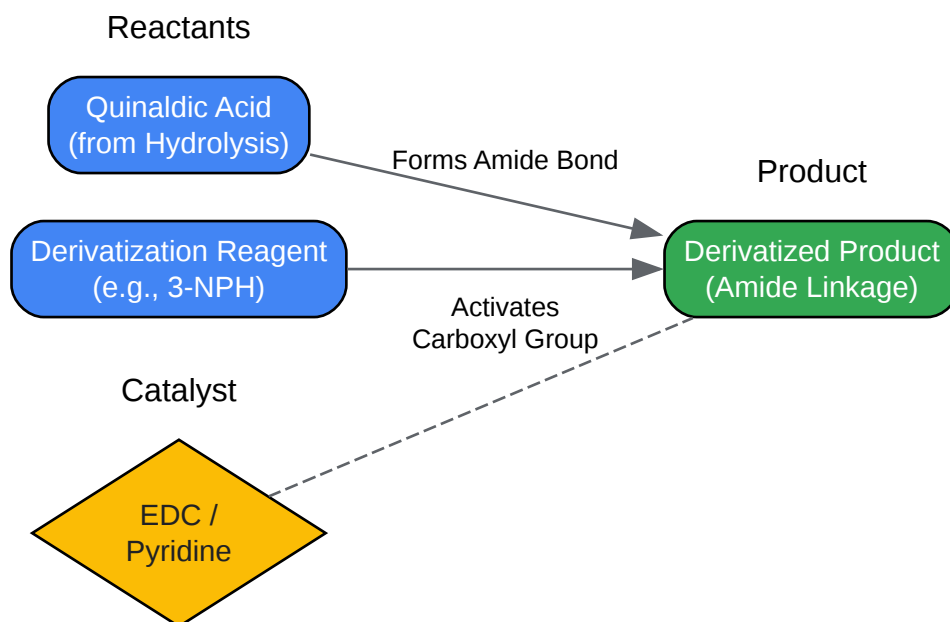 Reactants
Quinaldic Acid
(from Hydrolysis)
Forms Amide Bond
Product
Derivatization Reagent
(e.g., 3-NPH)
Derivatized Product
(Amide Linkage)
Activates
Carboxyl Group
Catalyst
EDC /
Pyridine